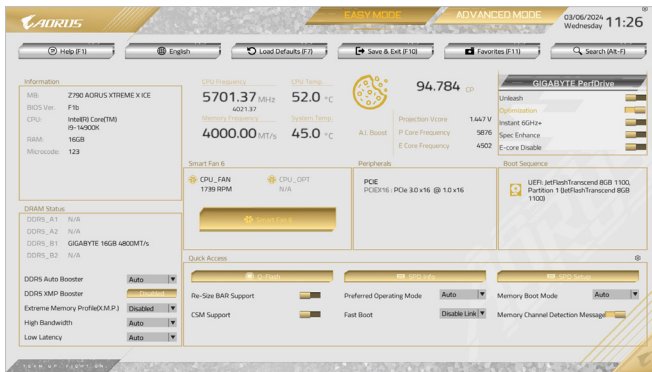 AORUS
EASY MODE
ADVANCED MODE
03/06/2024
Wednesday
11:26
Help (F1)
English
Load Defaults (F7)
Save & Exit (F10)
Favorites (F11)
Search (Alt-F)
Information
MB: Z790 AORUS XTREME X ICE
BIOS Ver. F1b
CPU: Intel(R) Core(TM)
i9-14900K
RAM: 16GB
Microcode: 123
CPU Frequency
5701.37 MHz
4021.37
CPU Temp.
52.0 °C
Memory Frequency
4000.00 MT/s
System Temp.
45.0 °C
94.784 CP
A.I. Boost
Projection Vcore 1.447 V
P Core Frequency 5876
E Core Frequency 4502
GIGABYTE PerfDrive
Unleash
Optimization
Instant 6GHz+
Spec Enhance
E-core Disable
Smart Fan 6
CPU_FAN
1739 RPM
CPU_OPT
N/A
Smart Fan 6
Peripherals
PCIE
PCIEX16 : PCIe 3.0 x16 @ 1.0 x16
Boot Sequence
UEFI: JetFlashTranscend 8GB 1100,
Partition 1 (JetFlashTranscend 8GB
1100)
DRAM Status
DDR5_A1 N/A
DDR5_A2 N/A
DDR5_B1 GIGABYTE 16GB 4800MT/s
DDR5_B2 N/A
DDR5 Auto Booster Auto
DDR5 XMP Booster Disabled
Extreme Memory Profile(X.M.P.) Disabled
High Bandwidth Auto
Low Latency Auto
Quick Access
Q-Flash
SPD Info
SPD Setup
Re-Size BAR Support
Preferred Operating Mode Auto
Memory Boot Mode Auto
CSM Support
Fast Boot Disable Link
Memory Channel Detection Message
TEAM UP. FIGHT ON.